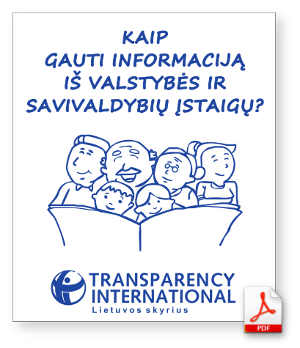 KAIP
GAUTI INFORMACIJĄ
IŠ VALSTYBĖS IR
SAVIVALDYBIŲ ĮSTAIGŲ?
TRANSPARENCY
INTERNATIONAL
Lietuvos skyrius
PDF